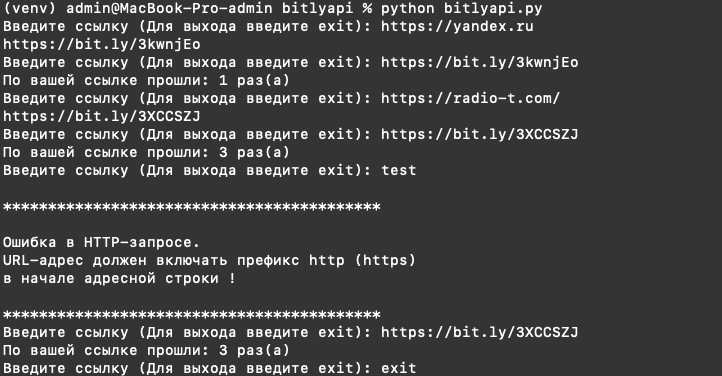 (venv) admin@MacBook-Pro-admin bitlyapi % python bitlyapi.py
Введите ссылку (Для выхода введите exit): https://yandex.ru
https://bit.ly/3kwnjEo
Введите ссылку (Для выхода введите exit): https://bit.ly/3kwnjEo
По вашей ссылке прошли: 1 раз(а)
Введите ссылку (Для выхода введите exit): https://radio-t.com/
https://bit.ly/3XCCSZJ
Введите ссылку (Для выхода введите exit): https://bit.ly/3XCCSZJ
По вашей ссылке прошли: 3 раз(а)
Введите ссылку (Для выхода введите exit): test
******************************************
Ошибка в HTTP-запросе.
URL-адрес должен включать префикс http (https)
в начале адресной строки !
******************************************
Введите ссылку (Для выхода введите exit): https://bit.ly/3XCCSZJ
По вашей ссылке прошли: 3 раз(а)
Введите ссылку (Для выхода введите exit): exit